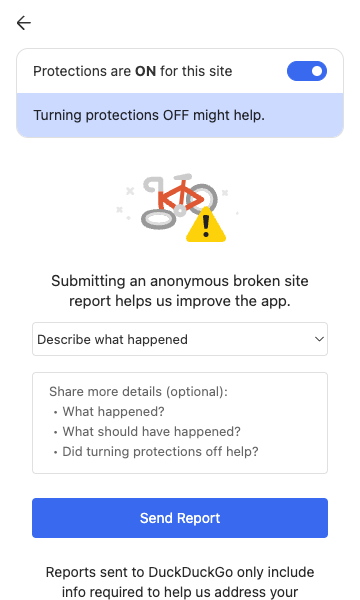 Protections are ON for this site
Turning protections OFF might help.
Submitting an anonymous broken site
report helps us improve the app.
Describe what happened
Share more details (optional):
• What happened?
• What should have happened?
• Did turning protections off help?
Send Report
Reports sent to DuckDuckGo only include
info required to help us address your